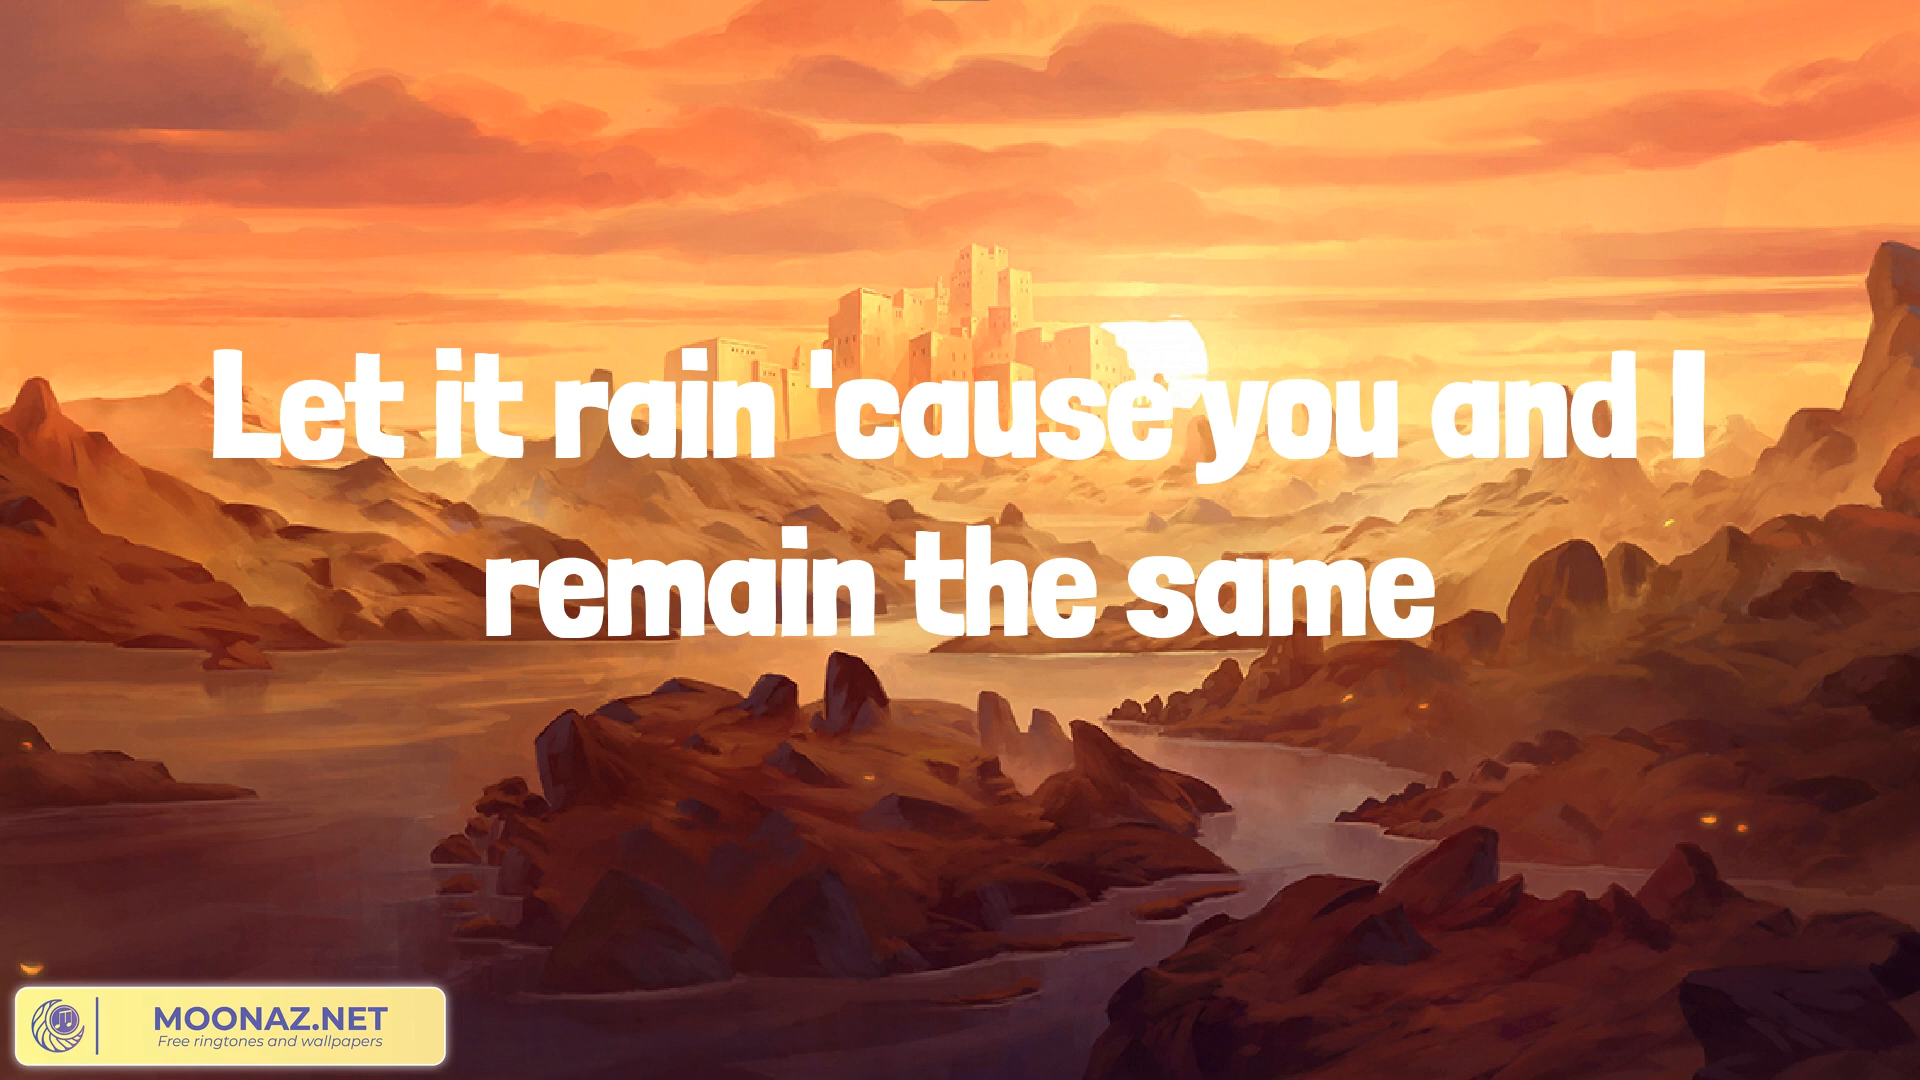 Let it rain 'cause you and I
remain the same
MOONAZ.NET
Free ringtones and wallpapers